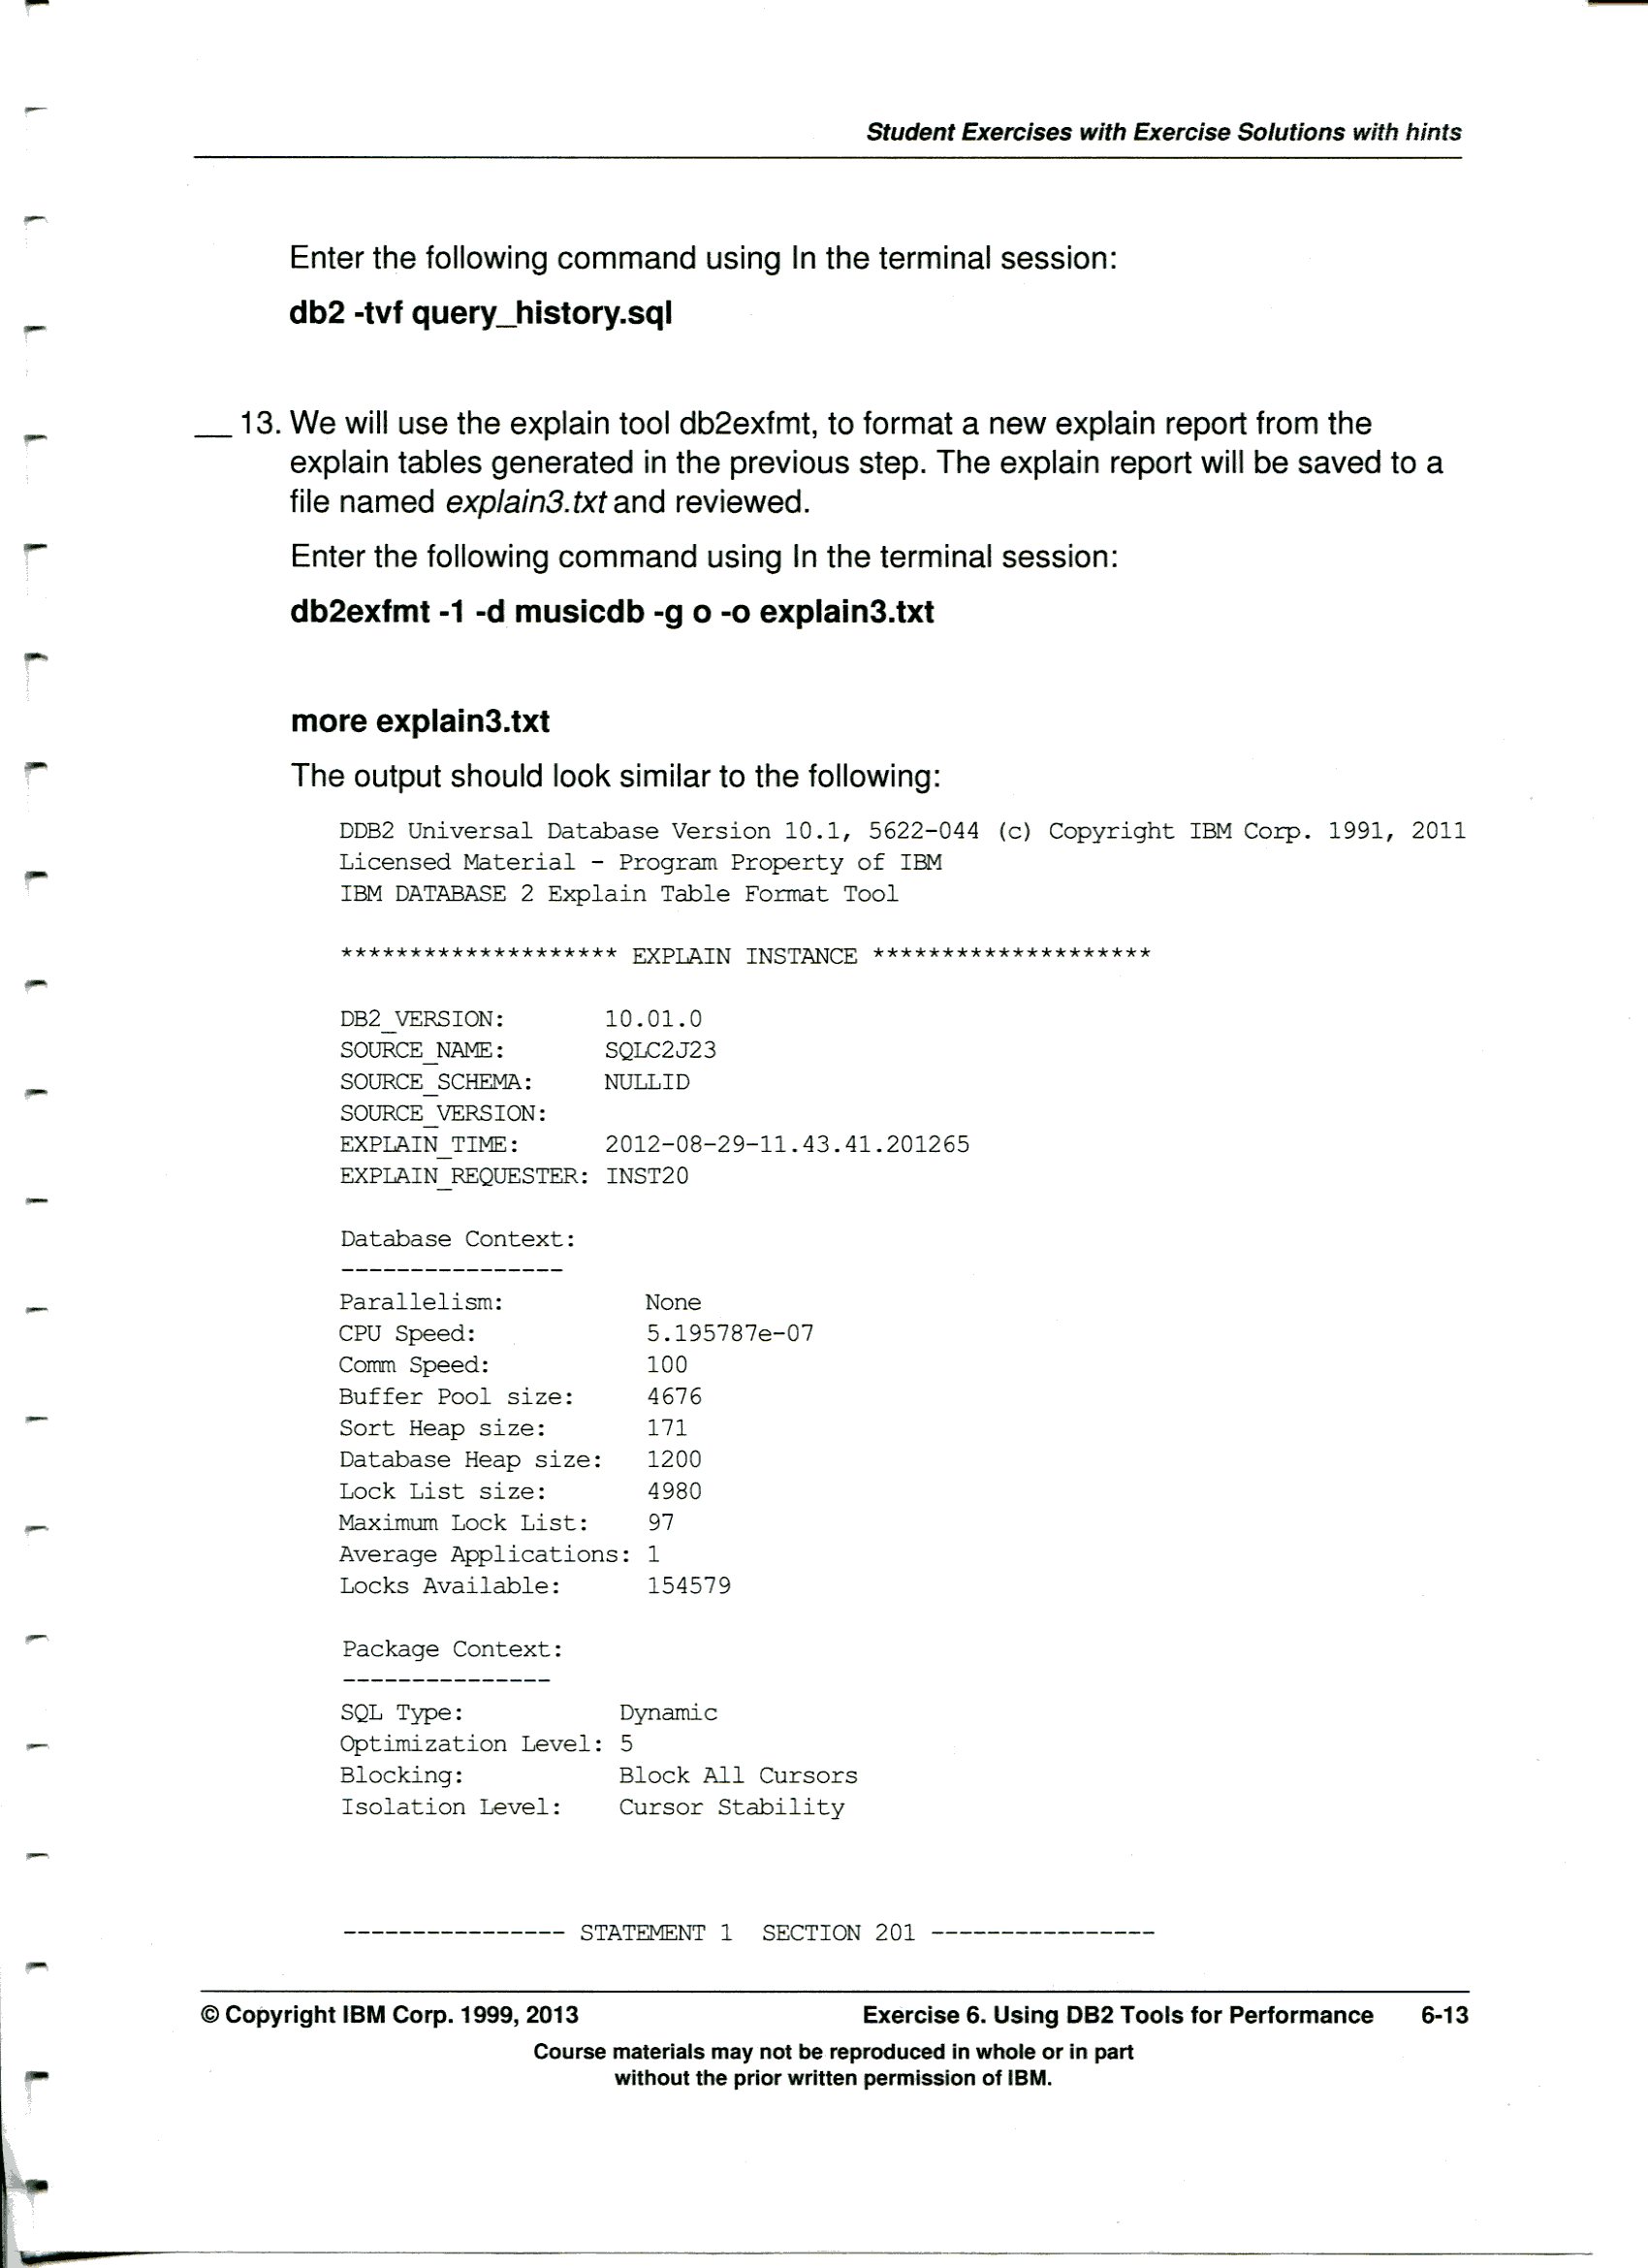 Student Exercises with Exercise Solutions with hints
Enter the following command using In the terminal session:
db2 -tvf query_history.sql
__ 13. We will use the explain tool db2exfmt, to format a new explain report from the
explain tables generated in the previous step. The explain report will be saved to a
file named explain3.txt and reviewed.
Enter the following command using In the terminal session:
db2exfmt -1 -d musicdb -g o -o explain3.txt
more explain3.txt
The output should look similar to the following:
DDB2 Universal Database Version 10.1, 5622-044 (c) Copyright IBM Corp. 1991, 2011
Licensed Material - Program Property of IBM
IBM DATABASE 2 Explain Table Format Tool
******************** EXPLAIN INSTANCE ********************
DB2_VERSION: 10.01.0
SOURCE_NAME: SQLC2J23
SOURCE_SCHEMA: NULLID
SOURCE_VERSION:
EXPLAIN_TIME: 2012-08-29-11.43.41.201265
EXPLAIN_REQUESTER: INST20
Database Context:
----------------
Parallelism: None
CPU Speed: 5.195787e-07
Comm Speed: 100
Buffer Pool size: 4676
Sort Heap size: 171
Database Heap size: 1200
Lock List size: 4980
Maximum Lock List: 97
Average Applications: 1
Locks Available: 154579
Package Context:
---------------
SQL Type: Dynamic
Optimization Level: 5
Blocking: Block All Cursors
Isolation Level: Cursor Stability
---------------- STATEMENT 1 SECTION 201 ----------------
© Copyright IBM Corp. 1999, 2013 Exercise 6. Using DB2 Tools for Performance 6-13
Course materials may not be reproduced in whole or in part
without the prior written permission of IBM.